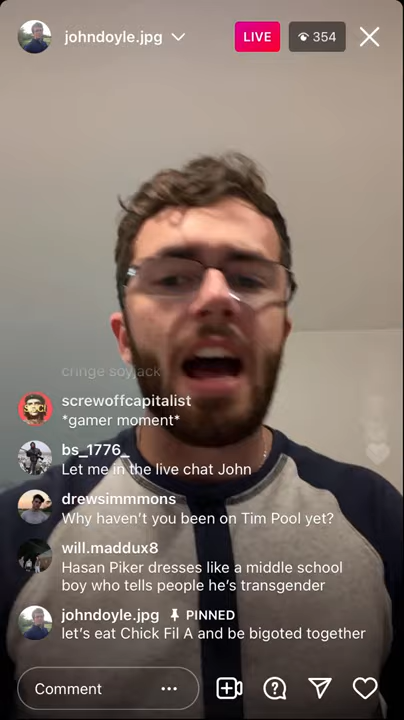 johndoyle.jpg
LIVE
354
cringe soyjack
screwoffcapitalist
*gamer moment*
bs_1776_
Let me in the live chat John
drewsimmmons
Why haven't you been on Tim Pool yet?
will.maddux8
Hasan Piker dresses like a middle school
boy who tells people he's transgender
johndoyle.jpg PINNED
let's eat Chick Fil A and be bigoted together
Comment